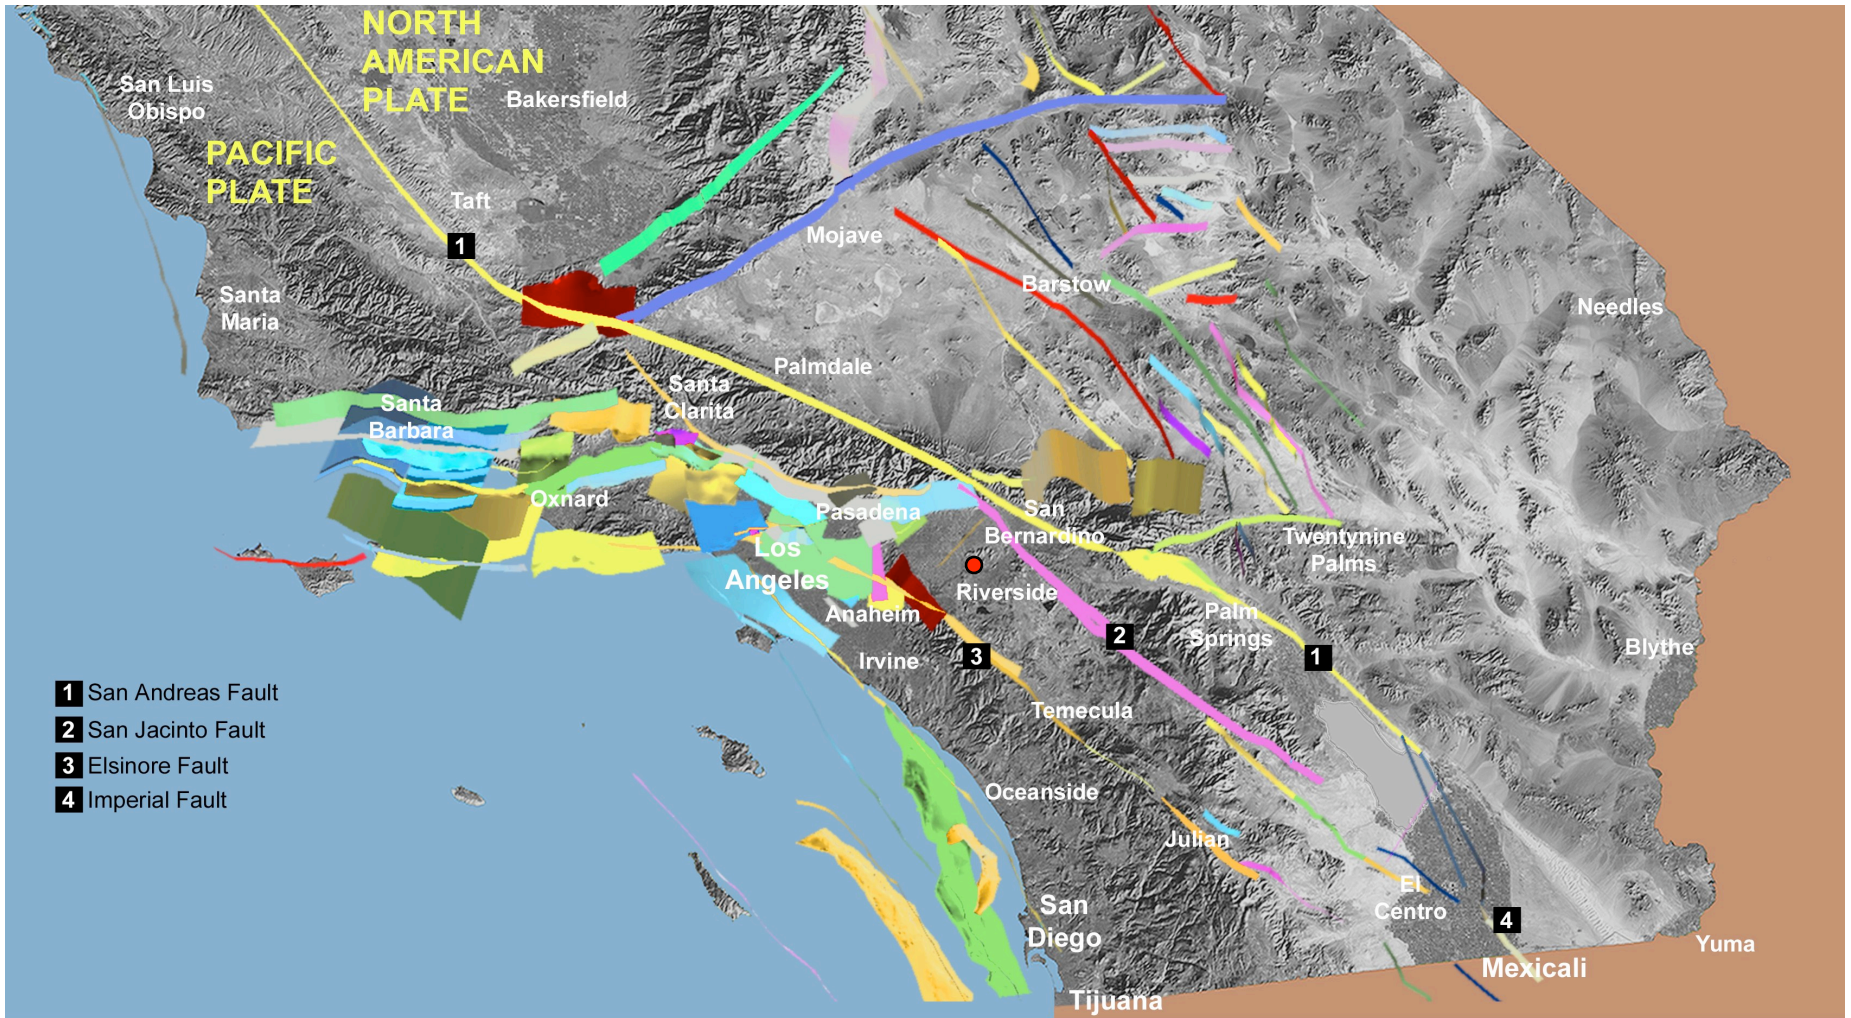 NORTH
AMERICAN
PLATE
San Luis
Obispo
Bakersfield
PACIFIC
PLATE
Taft
1
Mojave
Santa
Maria
Barstow
Needles
Palmdale
Santa
Clarita
Santa
Barbara
Oxnard
Pasadena
San
Bernardino
Twentynine
Palms
Los
Angeles
Riverside
Anaheim
Palm
Springs
2
3
1
Irvine
Blythe
Temecula
1 San Andreas Fault
2 San Jacinto Fault
3 Elsinore Fault
4 Imperial Fault
Oceanside
Julian
El
Centro
San
Diego
4
Yuma
Mexicali
Tijuana